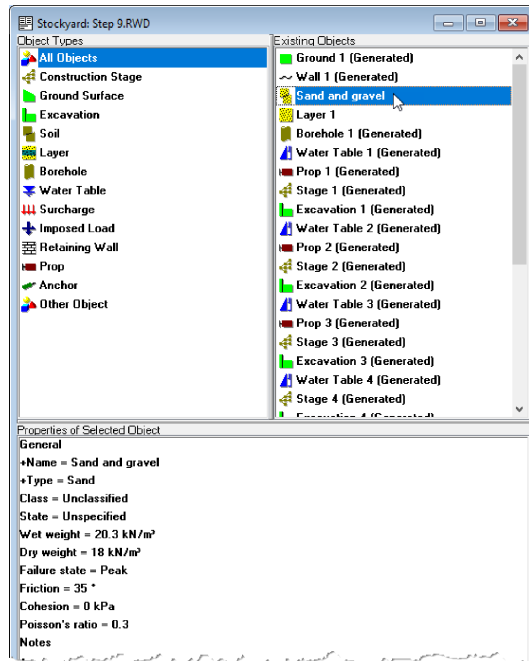 Stockyard: Step 9.RWD
Object Types
All Objects
Construction Stage
Ground Surface
Excavation
Soil
Layer
Borehole
Water Table
Surcharge
Imposed Load
Retaining Wall
Prop
Anchor
Other Object
Existing Objects
Ground 1 (Generated)
Wall 1 (Generated)
Sand and gravel
Layer 1
Borehole 1 (Generated)
Water Table 1 (Generated)
Prop 1 (Generated)
Stage 1 (Generated)
Excavation 1 (Generated)
Water Table 2 (Generated)
Prop 2 (Generated)
Stage 2 (Generated)
Excavation 2 (Generated)
Water Table 3 (Generated)
Prop 3 (Generated)
Stage 3 (Generated)
Excavation 3 (Generated)
Water Table 4 (Generated)
Stage 4 (Generated)
Excavation 4 (Generated)
Properties of Selected Object
General
+Name = Sand and gravel
+Type = Sand
Class = Unclassified
State = Unspecified
Wet weight = 20.3 kN/m³
Dry weight = 18 kN/m³
Failure state = Peak
Friction = 35 °
Cohesion = 0 kPa
Poisson's ratio = 0.3
Notes